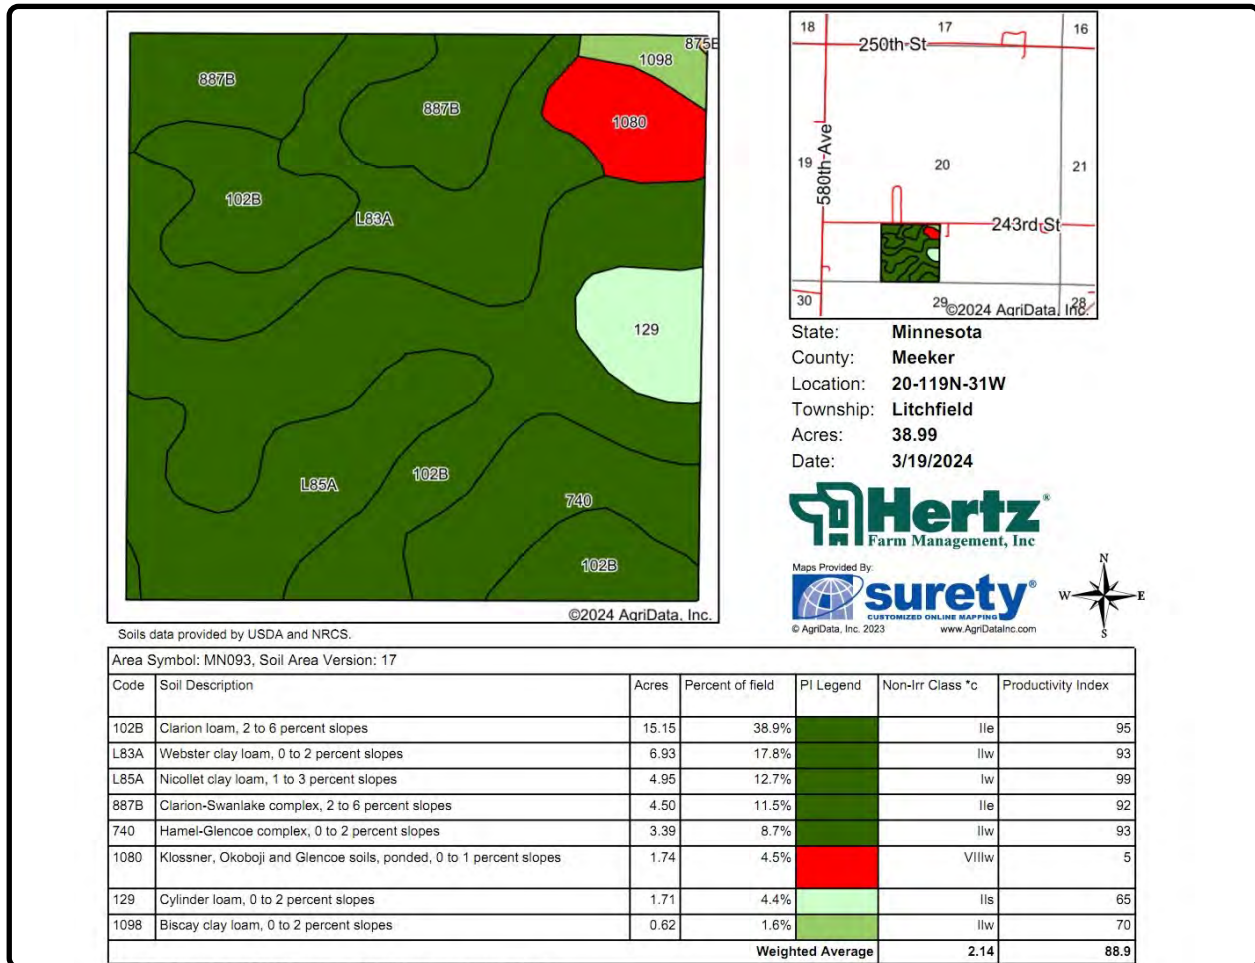 887B
887B
1098
875E
1080
102B
L83A
129
L85A
102B
740
102B
©2024 AgriData, Inc.
Soils data provided by USDA and NRCS.
18 17 16
250th St
580th Ave
19 20 21
243rd St
30 29 28
©2024 AgriData, Inc.
State: Minnesota
County: Meeker
Location: 20-119N-31W
Township: Litchfield
Acres: 38.99
Date: 3/19/2024
Hertz®
Farm Management, Inc
Maps Provided By:
surety®
CUSTOMIZED ONLINE MAPPING
© AgriData, Inc. 2023 www.AgriDataInc.com
N
W E
S
Area Symbol: MN093, Soil Area Version: 17
Code Soil Description Acres Percent of field PI Legend Non-Irr Class *c Productivity Index
102B Clarion loam, 2 to 6 percent slopes 15.15 38.9% IIe 95
L83A Webster clay loam, 0 to 2 percent slopes 6.93 17.8% IIw 93
L85A Nicollet clay loam, 1 to 3 percent slopes 4.95 12.7% Iw 99
887B Clarion-Swanlake complex, 2 to 6 percent slopes 4.50 11.5% IIe 92
740 Hamel-Glencoe complex, 0 to 2 percent slopes 3.39 8.7% IIw 93
1080 Klossner, Okoboji and Glencoe soils, ponded, 0 to 1 percent slopes 1.74 4.5% VIIIw 5
129 Cylinder loam, 0 to 2 percent slopes 1.71 4.4% IIs 65
1098 Biscay clay loam, 0 to 2 percent slopes 0.62 1.6% IIw 70
Weighted Average 2.14 88.9